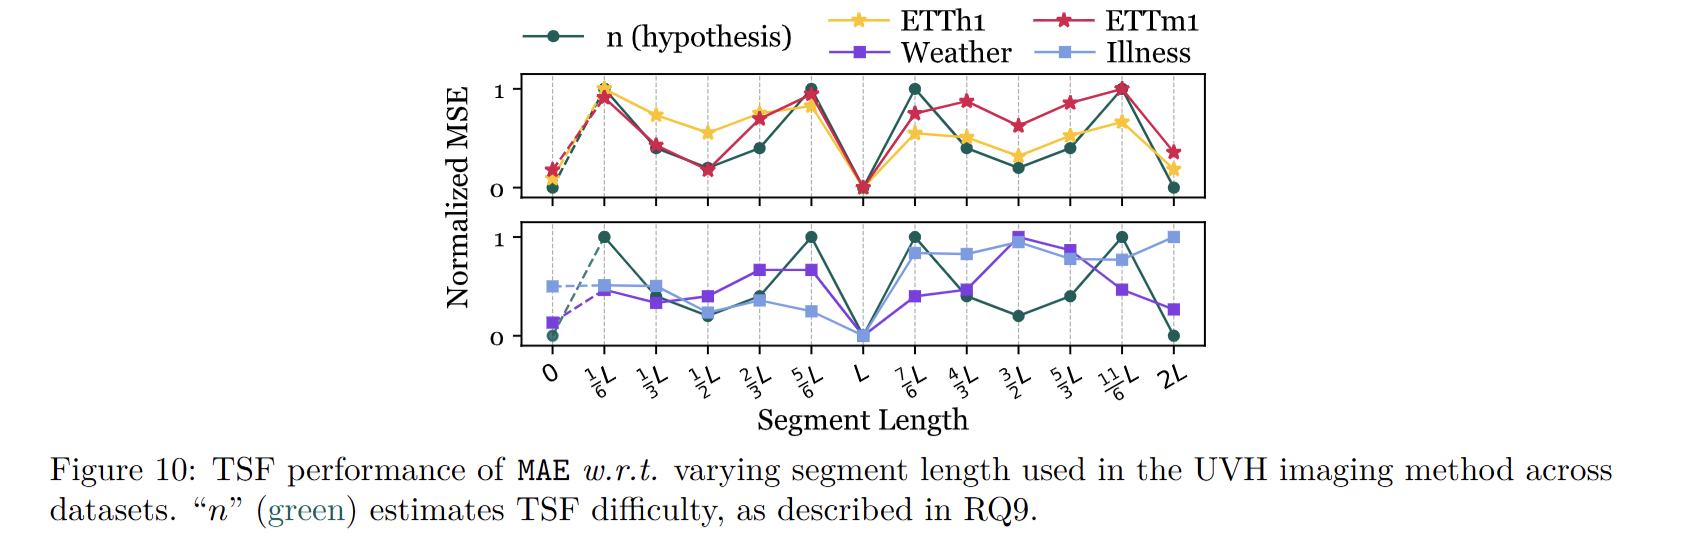 n (hypothesis) ETTh1 ETTm1
Weather Illness
Normalized MSE
1
0
1
0
0 1/6L 1/3L 1/2L 2/3L 5/6L L 7/6L 4/3L 3/2L 5/3L 11/6L 2L
Segment Length
Figure 10: TSF performance of MAE w.r.t. varying segment length used in the UVH imaging method across
datasets. “n” (green) estimates TSF difficulty, as described in RQ9.